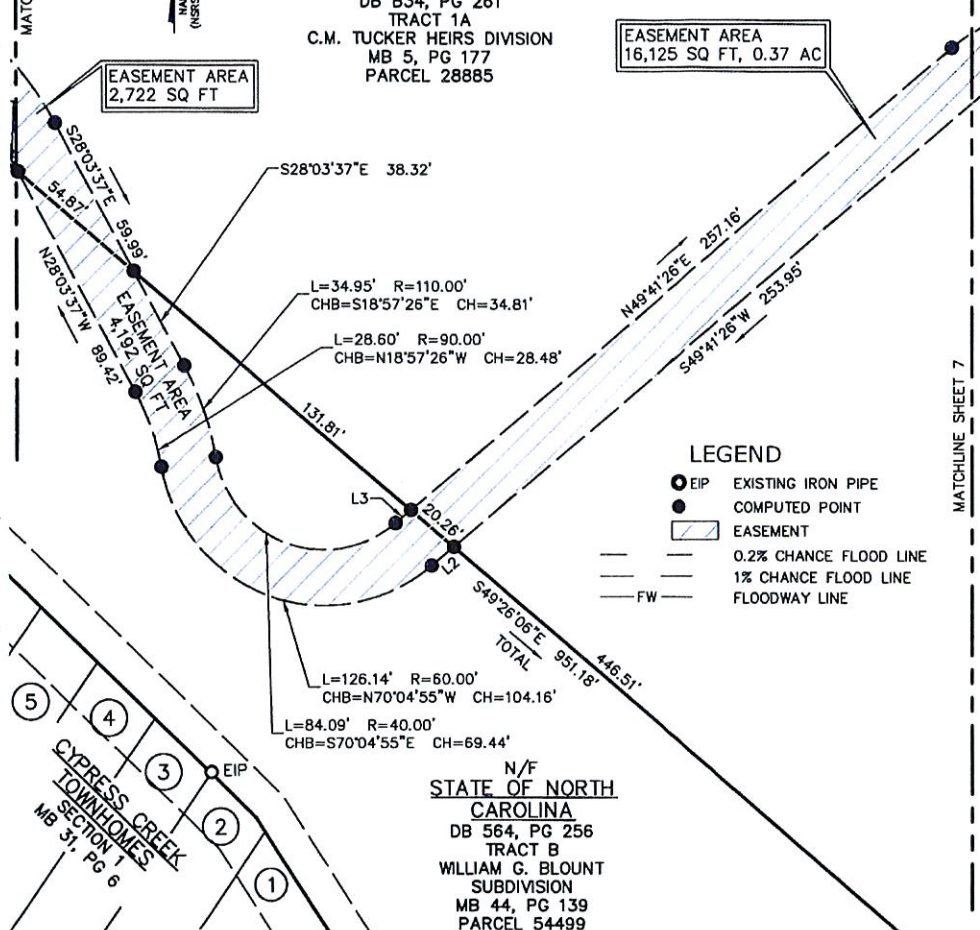 MATC
NA
(NSRS
DB B34, PG 261
TRACT 1A
C.M. TUCKER HEIRS DIVISION
MB 5, PG 177
PARCEL 28885
EASEMENT AREA
16,125 SQ FT, 0.37 AC
EASEMENT AREA
2,722 SQ FT
S28°03'37"E 59.99'
54.87'
S28°03'37"E 38.32'
N28°03'37"W 89.42'
EASEMENT AREA
4,192 SQ FT
L=34.95' R=110.00'
CHB=S18°57'26"E CH=34.81'
L=28.60' R=90.00'
CHB=N18°57'26"W CH=28.48'
N49°41'26"E 257.16'
S49°41'26"W 253.95'
131.81'
MATCHLINE SHEET 7
L3
20.26'
L2
LEGEND
EIP EXISTING IRON PIPE
COMPUTED POINT
EASEMENT
0.2% CHANCE FLOOD LINE
1% CHANCE FLOOD LINE
FW FLOODWAY LINE
S49°26'06"E 951.18'
TOTAL
446.51'
L=126.14' R=60.00'
CHB=N70°04'55"W CH=104.16'
L=84.09' R=40.00'
CHB=S70°04'55"E CH=69.44'
5
4
3
2
1
EIP
CYPRESS CREEK
TOWNHOMES
SECTION 1
MB 31, PG 6
N/F
STATE OF NORTH
CAROLINA
DB 564, PG 256
TRACT B
WILLIAM G. BLOUNT
SUBDIVISION
MB 44, PG 139
PARCEL 54499